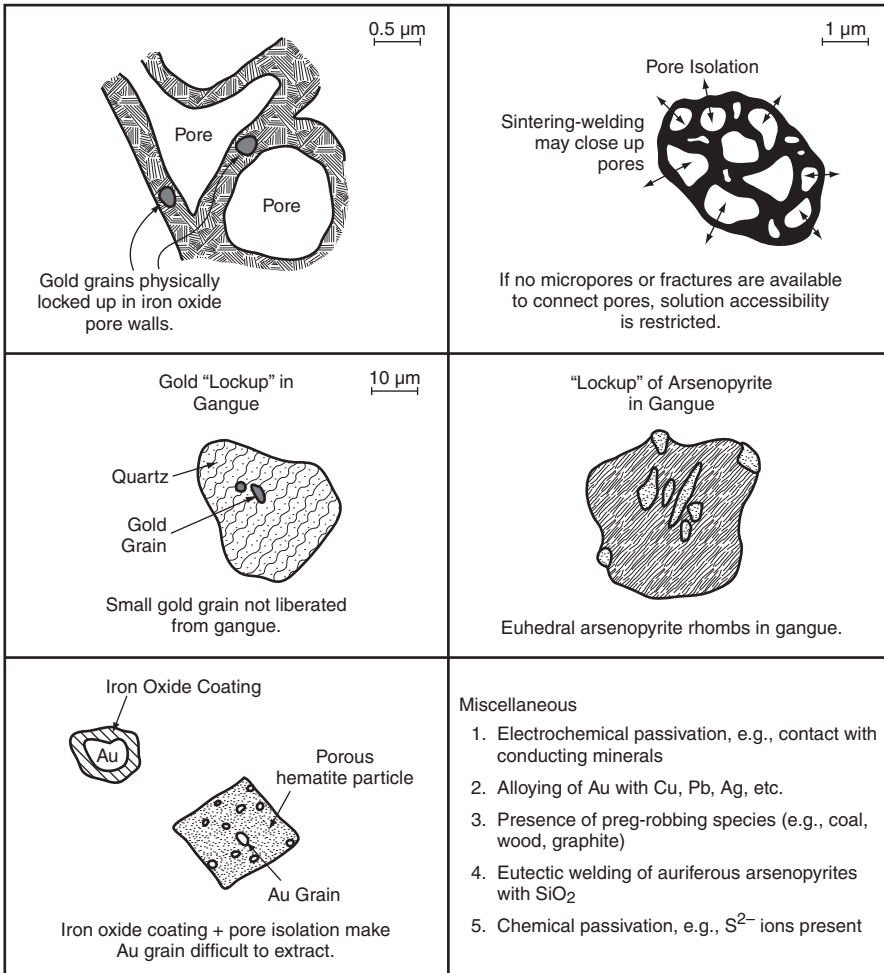 0.5 µm
Pore
Pore
Gold grains physically
locked up in iron oxide
pore walls.
1 µm
Pore Isolation
Sintering-welding
may close up
pores
If no micropores or fractures are available
to connect pores, solution accessibility
is restricted.
Gold “Lockup” in
Gangue
10 µm
Quartz
Gold
Grain
Small gold grain not liberated
from gangue.
“Lockup” of Arsenopyrite
in Gangue
Euhedral arsenopyrite rhombs in gangue.
Iron Oxide Coating
Au
Porous
hematite particle
Au Grain
Iron oxide coating + pore isolation make
Au grain difficult to extract.
Miscellaneous
1. Electrochemical passivation, e.g., contact with
conducting minerals
2. Alloying of Au with Cu, Pb, Ag, etc.
3. Presence of preg-robbing species (e.g., coal,
wood, graphite)
4. Eutectic welding of auriferous arsenopyrites
with SiO₂
5. Chemical passivation, e.g., S²⁻ ions present